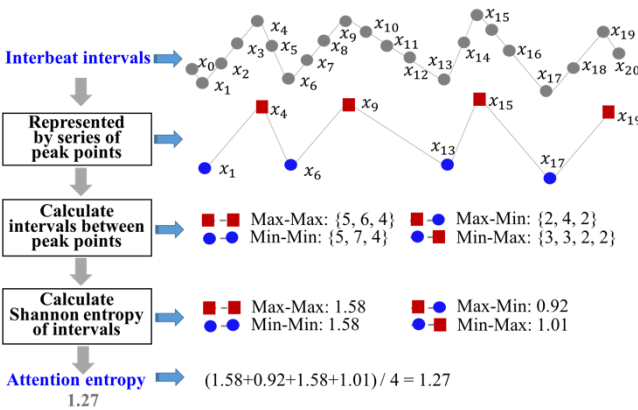 Interbeat intervals
x₀ x₁ x₂ x₃ x₄ x₅ x₆ x₇ x₈ x₉ x₁₀ x₁₁ x₁₂ x₁₃ x₁₄ x₁₅ x₁₆ x₁₇ x₁₈ x₁₉ x₂₀
Represented
by series of
peak points
x₁ x₄ x₆ x₉ x₁₃ x₁₅ x₁₇ x₁₉
Calculate
intervals between
peak points
Max-Max: {5, 6, 4}
Min-Min: {5, 7, 4}
Max-Min: {2, 4, 2}
Min-Max: {3, 3, 2, 2}
Calculate
Shannon entropy
of intervals
Max-Max: 1.58
Min-Min: 1.58
Max-Min: 0.92
Min-Max: 1.01
Attention entropy
1.27
(1.58+0.92+1.58+1.01) / 4 = 1.27